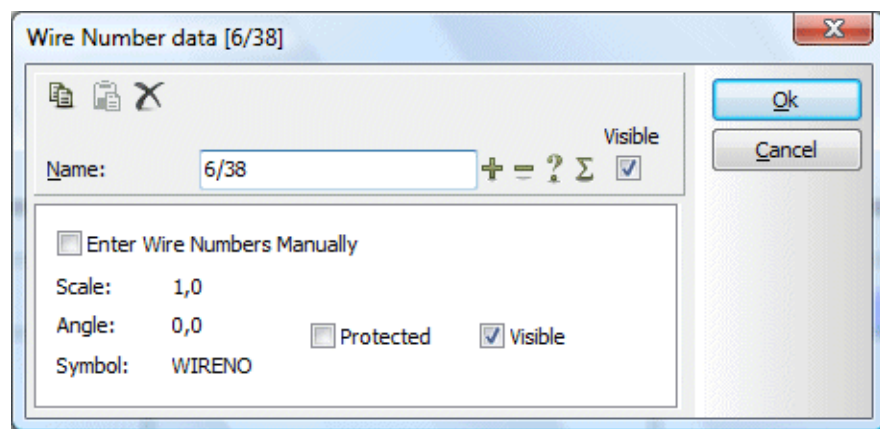 Wire Number data [6/38]
Ok
Visible
Cancel
Name: 6/38
Enter Wire Numbers Manually
Scale: 1,0
Angle: 0,0 Protected Visible
Symbol: WIRENO